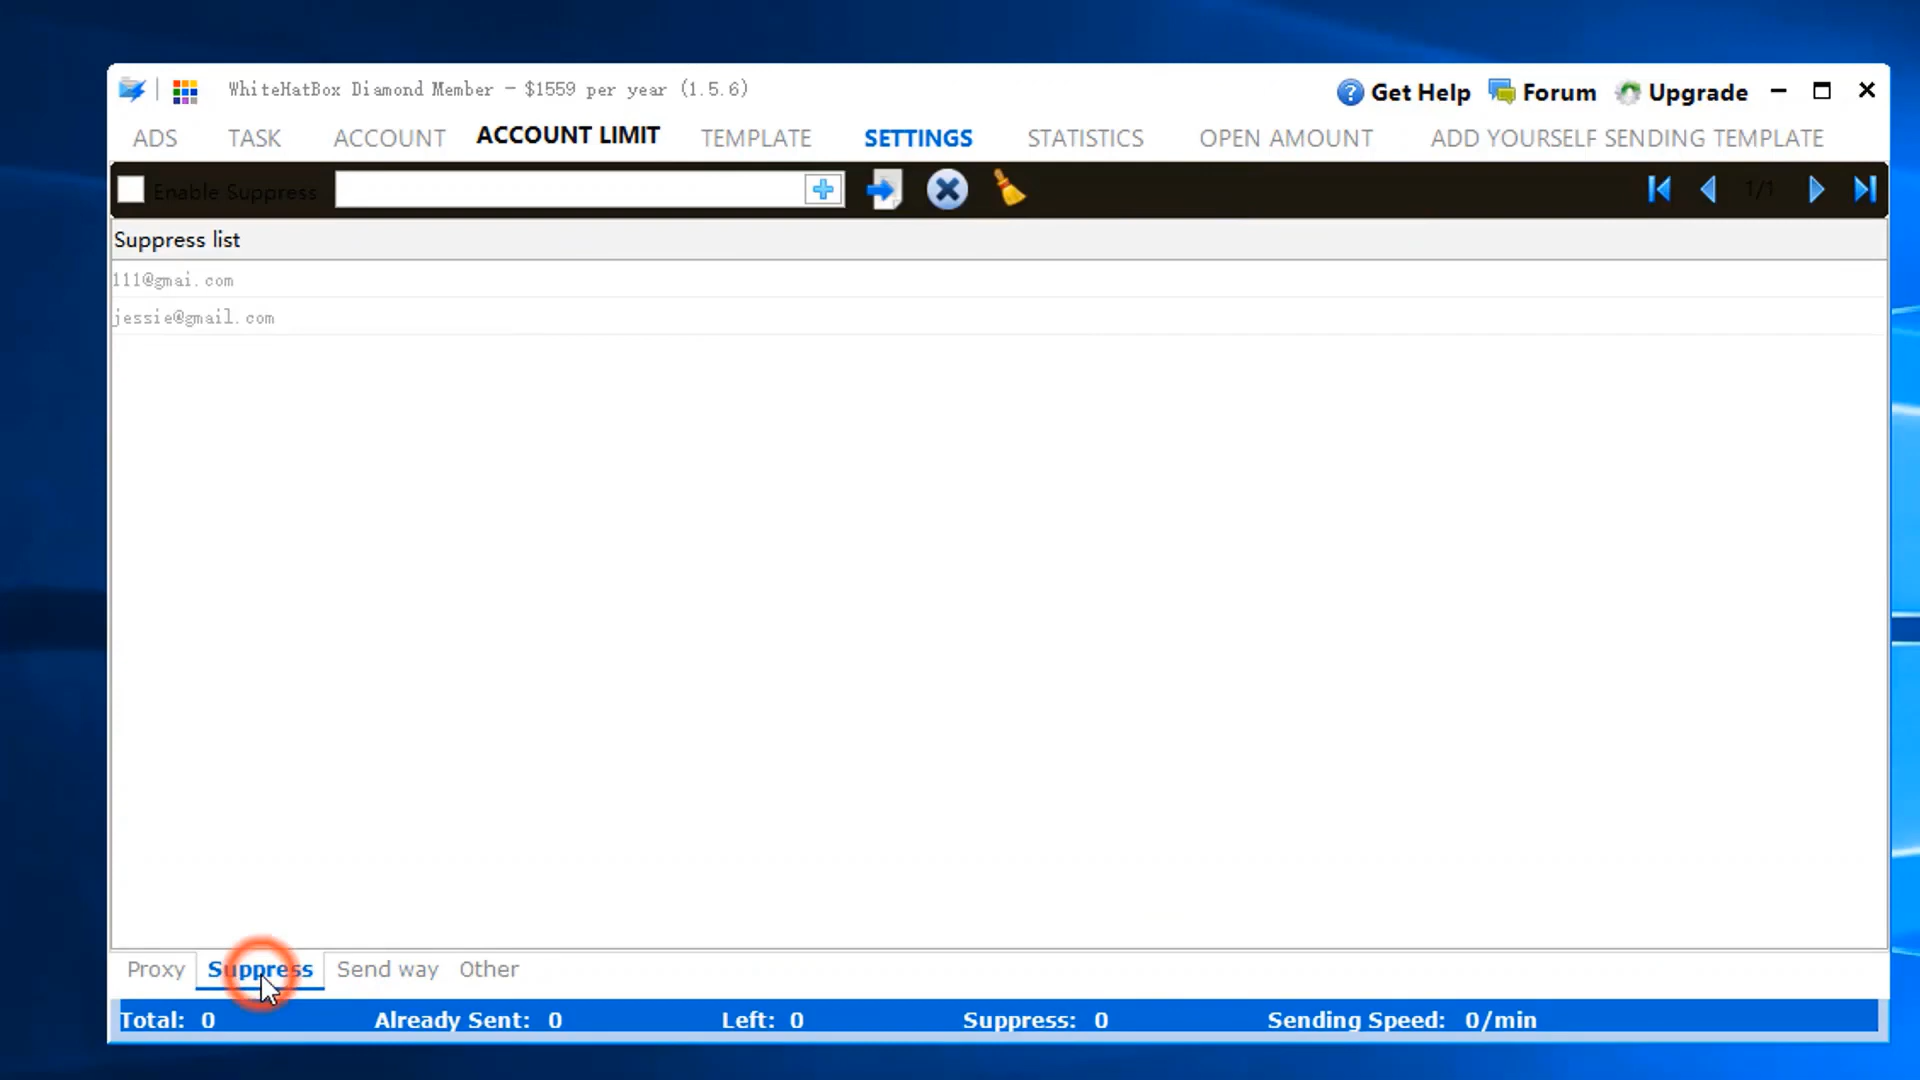 WhiteHatBox Diamond Member - $1559 per year (1.5.6)
Get Help Forum Upgrade
ADS TASK ACCOUNT ACCOUNT LIMIT TEMPLATE SETTINGS STATISTICS OPEN AMOUNT ADD YOURSELF SENDING TEMPLATE
Enable Suppress 1/1
Suppress list
111@gmai.com
jessie@gmail.com
Proxy Suppress Send way Other
Total: 0 Already Sent: 0 Left: 0 Suppress: 0 Sending Speed: 0/min